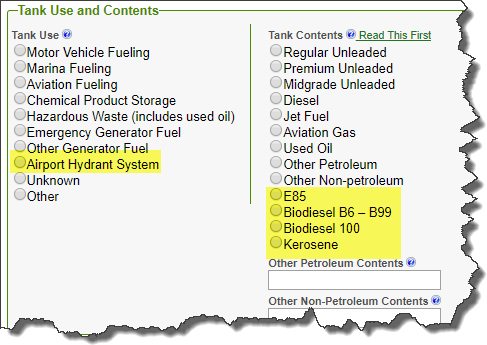 Tank Use and Contents
Tank Use
Motor Vehicle Fueling
Marina Fueling
Aviation Fueling
Chemical Product Storage
Hazardous Waste (includes used oil)
Emergency Generator Fuel
Other Generator Fuel
Airport Hydrant System
Unknown
Other
Tank Contents Read This First
Regular Unleaded
Premium Unleaded
Midgrade Unleaded
Diesel
Jet Fuel
Aviation Gas
Used Oil
Other Petroleum
Other Non-petroleum
E85
Biodiesel B6 – B99
Biodiesel 100
Kerosene
Other Petroleum Contents
Other Non-Petroleum Contents